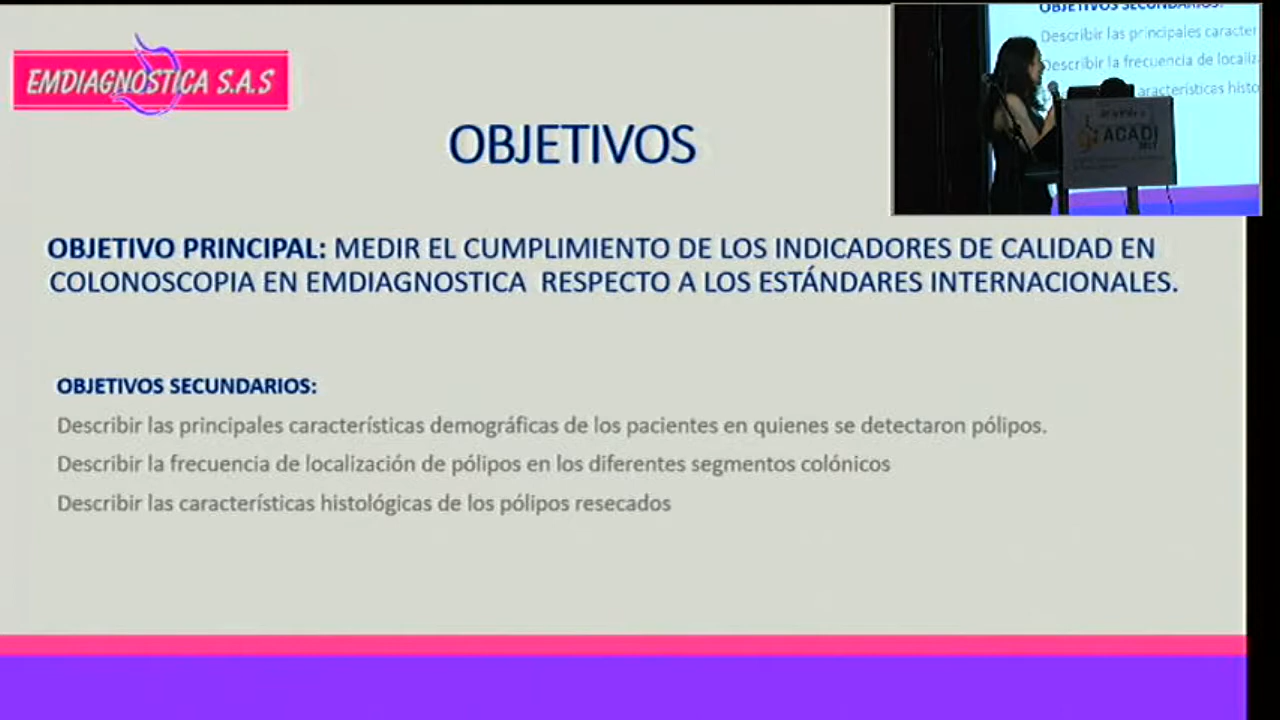 EMDIAGNOSTICA S.A.S
OBJETIVOS
OBJETIVO PRINCIPAL: MEDIR EL CUMPLIMIENTO DE LOS INDICADORES DE CALIDAD EN
COLONOSCOPIA EN EMDIAGNOSTICA RESPECTO A LOS ESTÁNDARES INTERNACIONALES.
OBJETIVOS SECUNDARIOS:
Describir las principales características demográficas de los pacientes en quienes se detectaron pólipos.
Describir la frecuencia de localización de pólipos en los diferentes segmentos colónicos
Describir las características histológicas de los pólipos resecados
OBJETIVOS SECUNDARIOS:
Describir las principales caracter
Describir la frecuencia de localiz
aracterísticas histo
ACADI